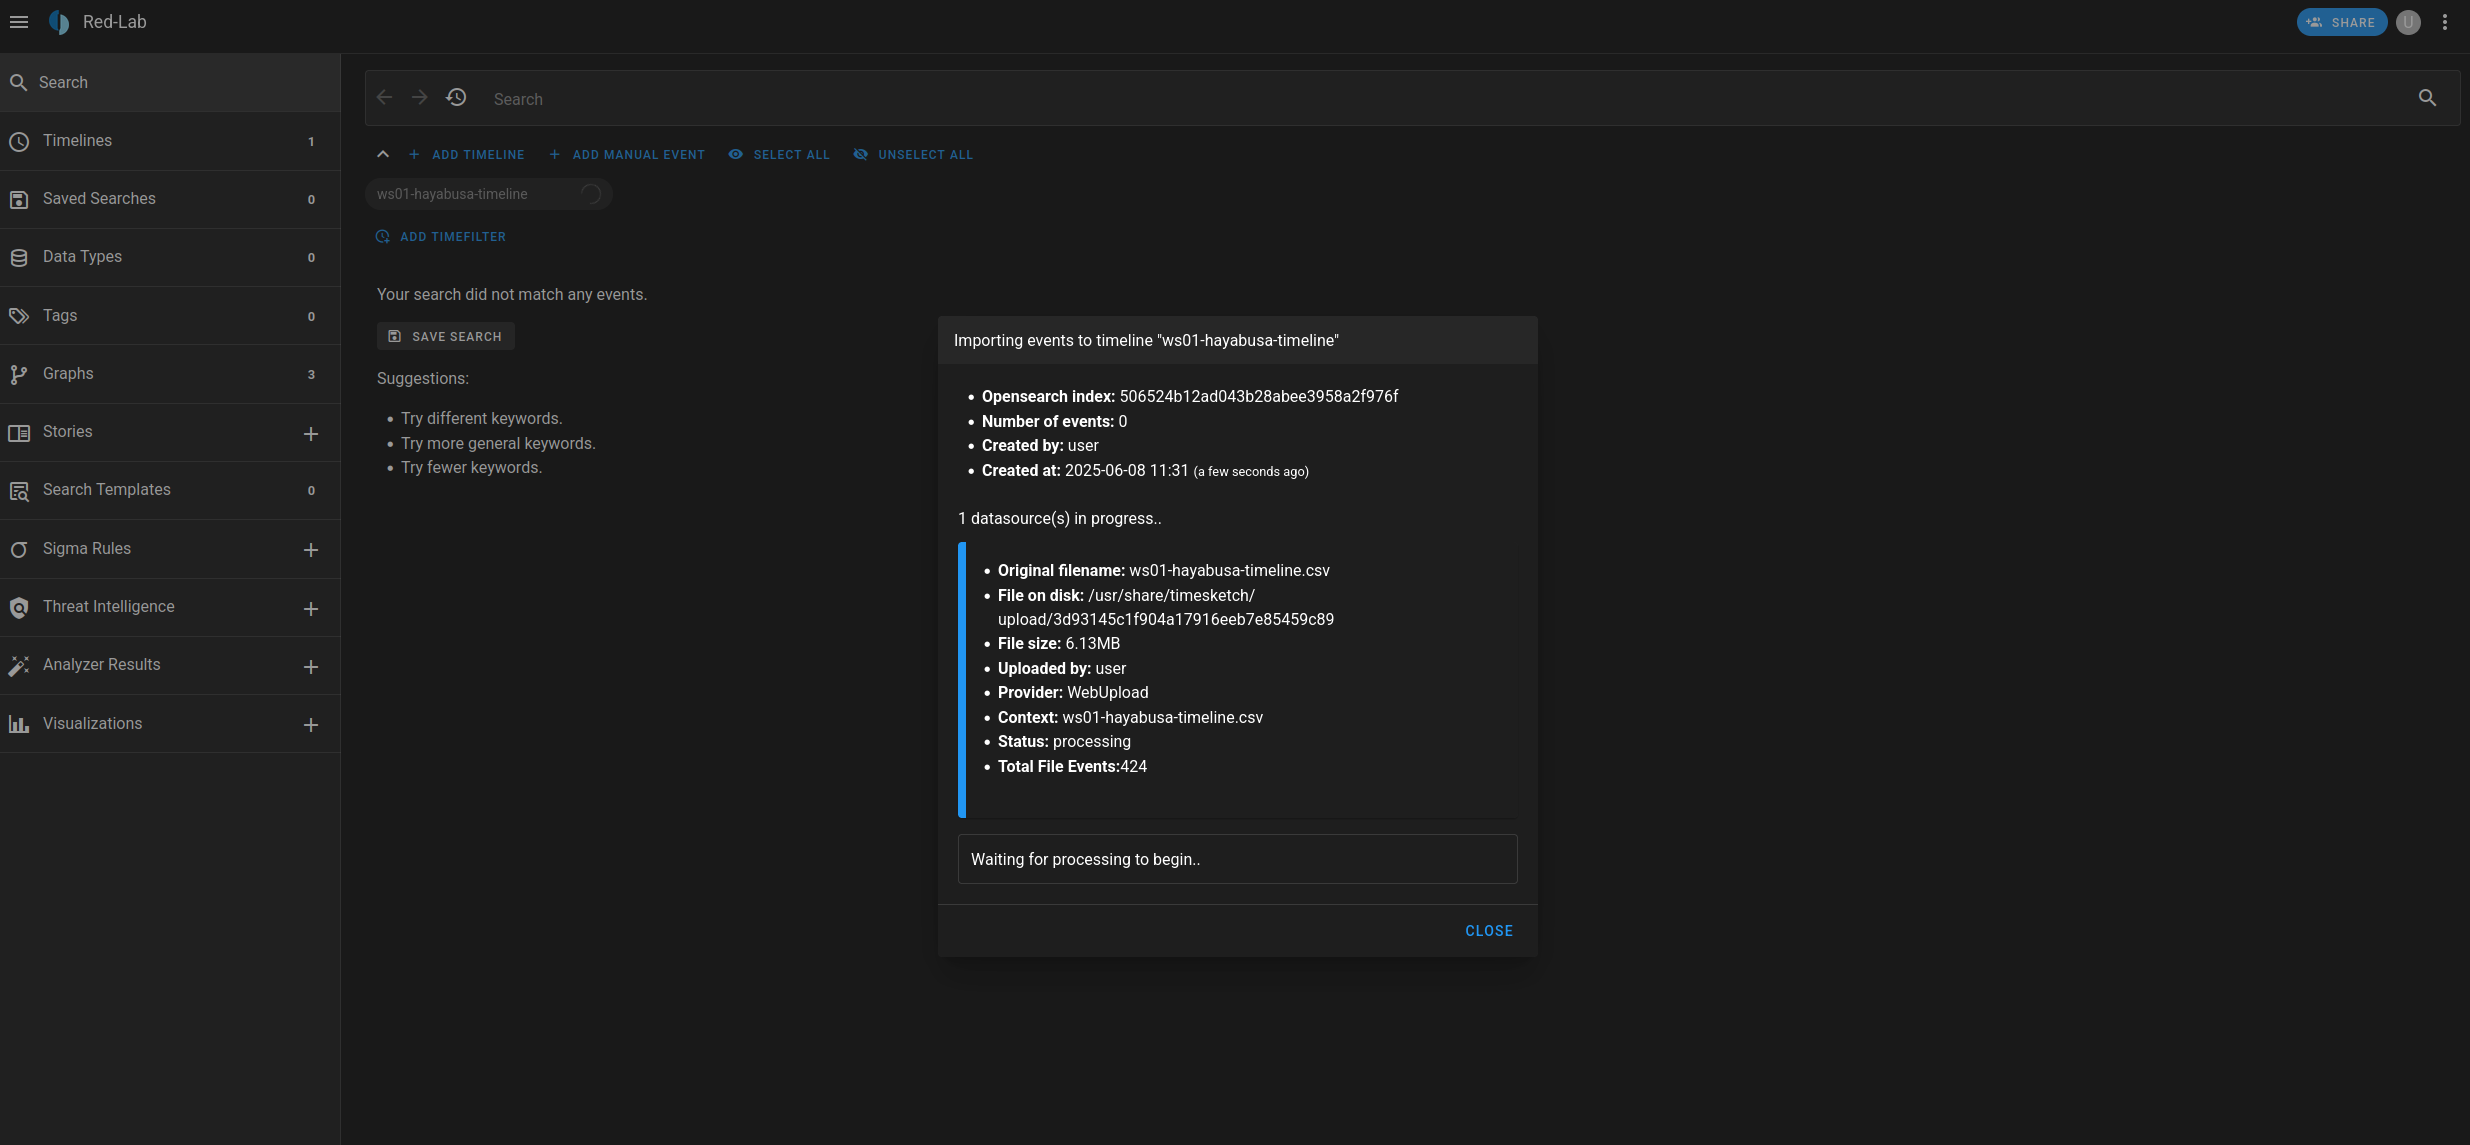 Red-Lab
SHARE
U
Search
Timelines 1
Saved Searches 0
Data Types 0
Tags 0
Graphs 3
Stories +
Search Templates 0
Sigma Rules +
Threat Intelligence +
Analyzer Results +
Visualizations +
Search
+ ADD TIMELINE + ADD MANUAL EVENT SELECT ALL UNSELECT ALL
ws01-hayabusa-timeline
ADD TIMEFILTER
Your search did not match any events.
SAVE SEARCH
Suggestions:
• Try different keywords.
• Try more general keywords.
• Try fewer keywords.
Importing events to timeline "ws01-hayabusa-timeline"
• Opensearch index: 506524b12ad043b28abee3958a2f976f
• Number of events: 0
• Created by: user
• Created at: 2025-06-08 11:31 (a few seconds ago)
1 datasource(s) in progress..
• Original filename: ws01-hayabusa-timeline.csv
• File on disk: /usr/share/timesketch/
upload/3d93145c1f904a17916eeb7e85459c89
• File size: 6.13MB
• Uploaded by: user
• Provider: WebUpload
• Context: ws01-hayabusa-timeline.csv
• Status: processing
• Total File Events:424
Waiting for processing to begin..
CLOSE